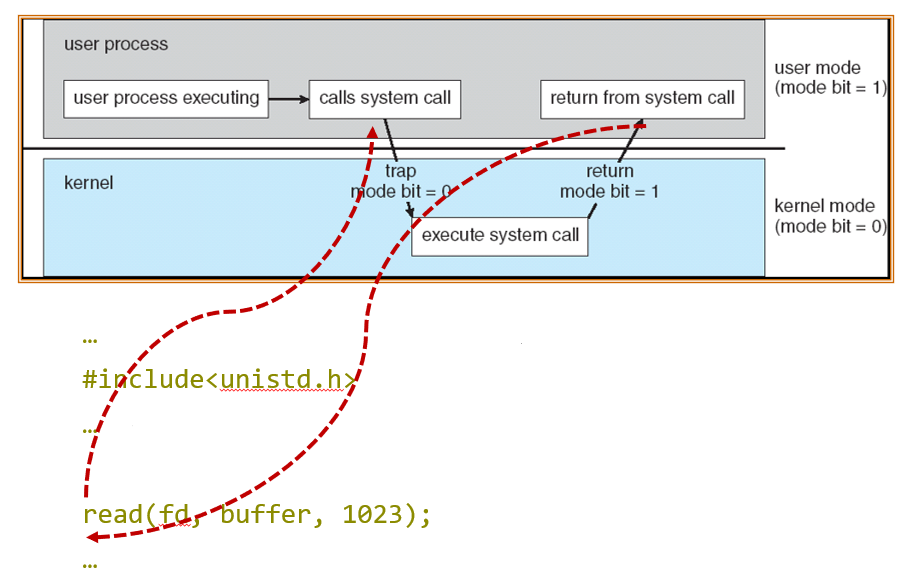 user process
user process executing
calls system call
return from system call
user mode
(mode bit = 1)
kernel
trap
mode bit = 0
return
mode bit = 1
execute system call
kernel mode
(mode bit = 0)
…
#include<unistd.h>
…
read(fd, buffer, 1023);
…